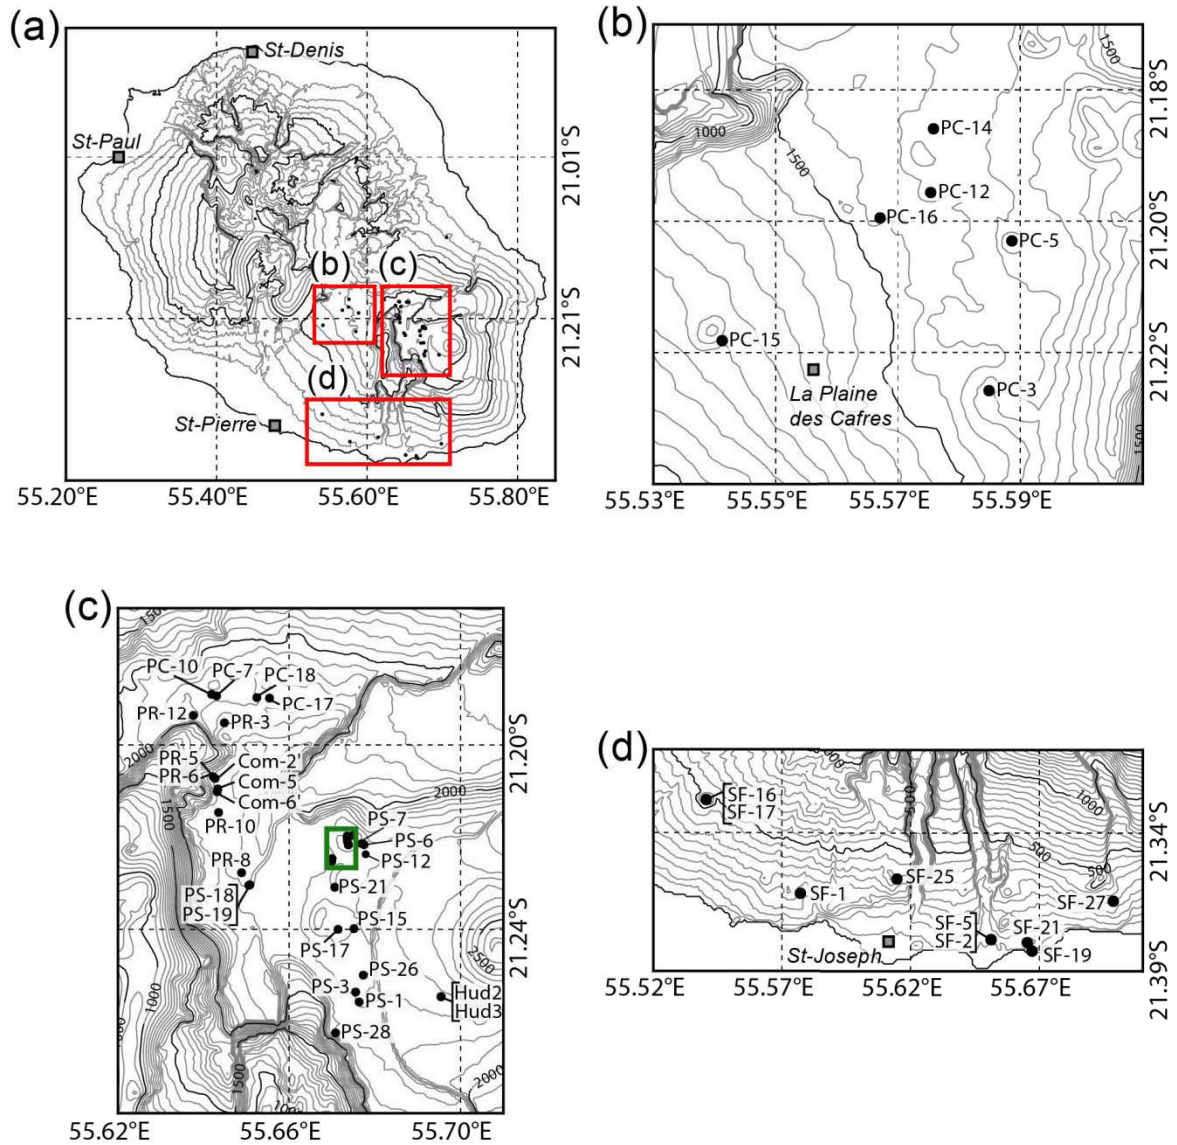 (a)
St-Denis
St-Paul
21.01°S
(b)
(c)
21.21°S
(d)
St-Pierre
55.20°E
55.40°E
55.60°E
55.80°E
(b)
1500
21.18°S
1000
PC-14
1500
PC-12
PC-16
21.20°S
PC-5
PC-15
21.22°S
La Plaine
des Cafres
PC-3
1500
55.53°E
55.55°E
55.57°E
55.59°E
(c)
1500
PC-10
PC-7
PC-18
PC-17
PR-12
PR-3
2000
21.20°S
PR-5
PR-6
Com-2'
Com-5
Com-6'
1500
2000
PR-10
PS-7
PS-6
PS-12
PR-8
PS-18
PS-19
PS-21
PS-15
PS-17
21.24°S
2500
PS-26
PS-3
PS-1
Hud2
Hud3
1000
PS-28
1500
2000
55.62°E
55.66°E
55.70°E
(d)
SF-16
SF-17
1000
21.34°S
500
500
SF-25
SF-1
SF-27
SF-5
SF-2
SF-21
St-Joseph
SF-19
21.39°S
55.52°E
55.57°E
55.62°E
55.67°E